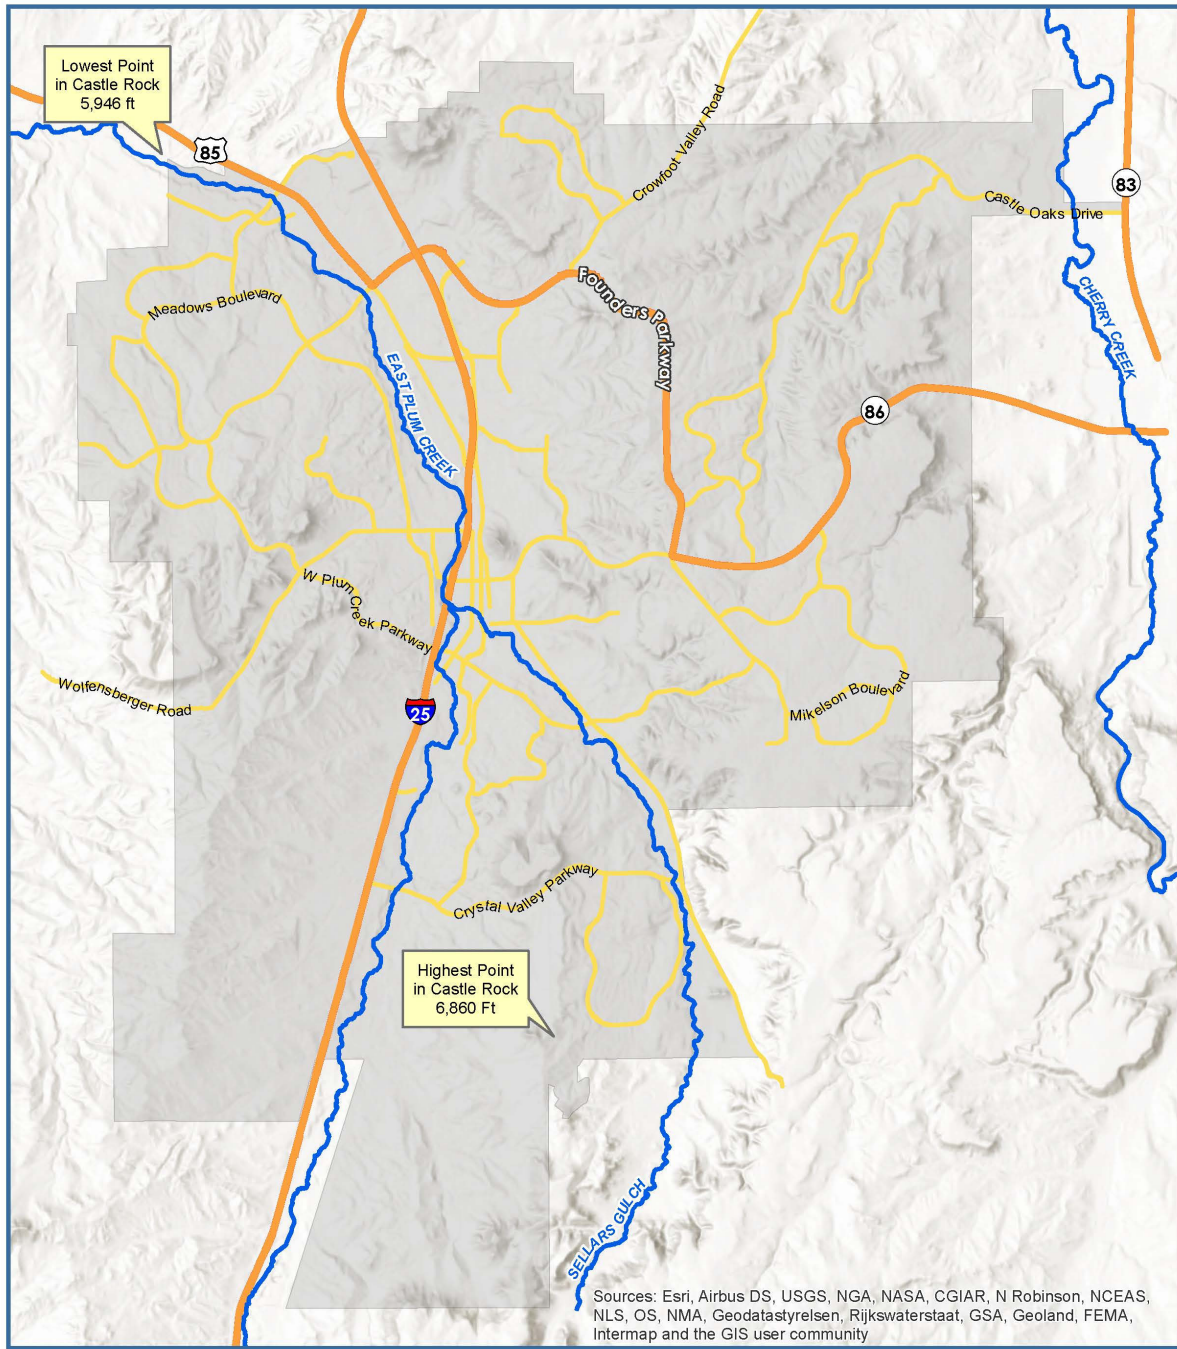 Lowest Point
in Castle Rock
5,946 ft
85
Crowfoot Valley Road
83
Castle Oaks Drive
Founders Parkway
Meadows Boulevard
CHERRY CREEK
EAST PLUM CREEK
86
W Plum Creek Parkway
Wolfensberger Road
Mikelson Boulevard
25
Crystal Valley Parkway
Highest Point
in Castle Rock
6,860 Ft
SELLARS GULCH
Sources: Esri, Airbus DS, USGS, NGA, NASA, CGIAR, N Robinson, NCEAS,
NLS, OS, NMA, Geodatastyrelsen, Rijkswaterstaat, GSA, Geoland, FEMA,
Intermap and the GIS user community